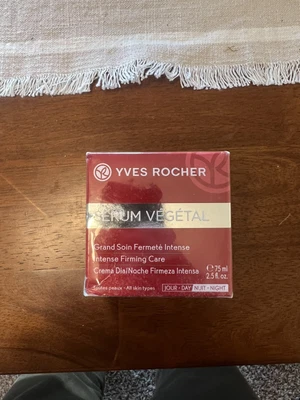 YVES ROCHER
SÉRUM VÉGÉTAL
Grand Soin Fermeté Intense
Intense Firming Care
Crema Día/Noche Firmeza Intensa
℮ 75 ml
2.5 fl. oz.
Toutes peaux - All skin types
JOUR - DAY NUIT - NIGHT